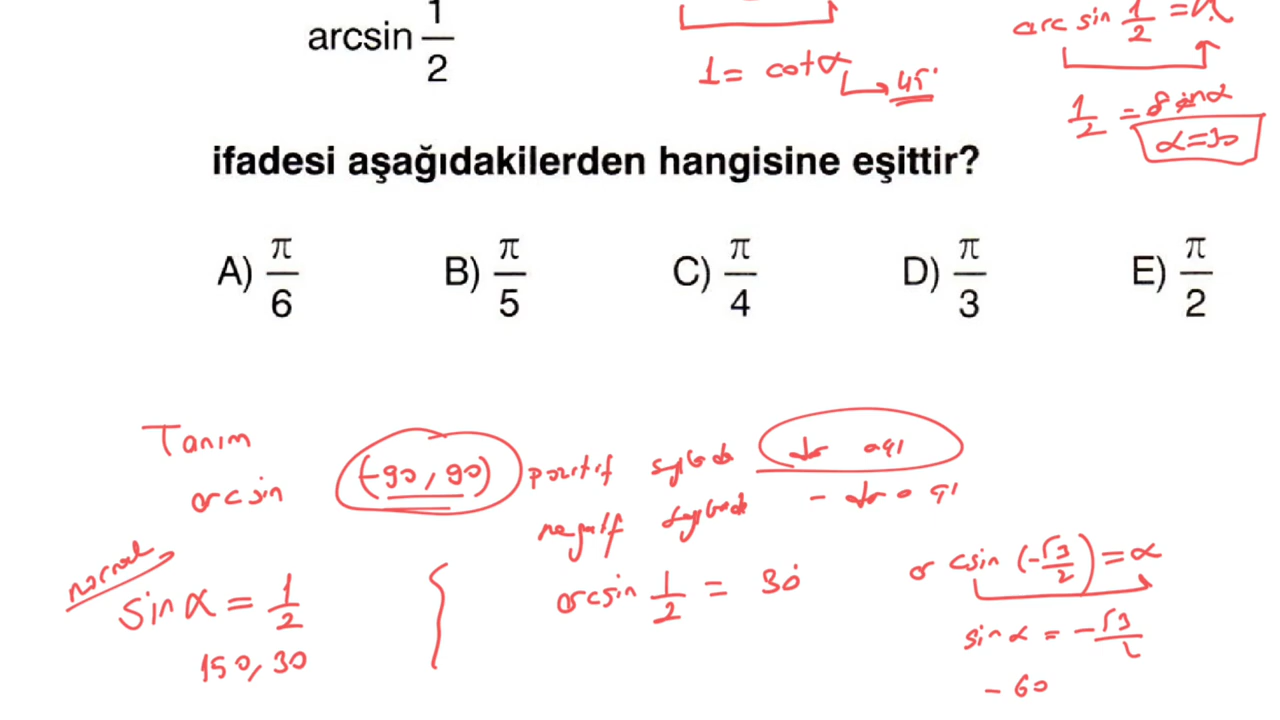 arcsin 1/2
1 = cotα → 45°
arc sin 1/2 =
1/2 = sinα
α=30
ifadesi aşağıdakilerden hangisine eşittir?
A) π/6 B) π/5 C) π/4 D) π/3 E) π/2
Tanım
arcsin (-90, 90) pozitif açı
negatif
normal
sin α = 1/2
150, 30
arcsin 1/2 = 30°
arcsin (-√3/2) = α
sin α = -√3/2
- 60